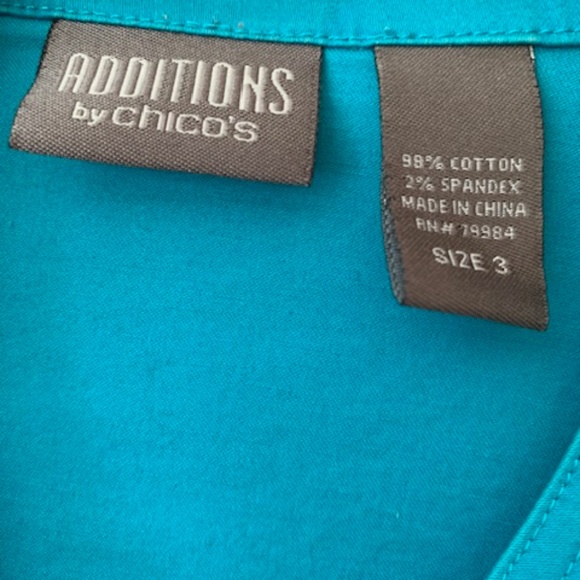 ADDITIONS
by CHICO'S
98% COTTON
2% SPANDEX
MADE IN CHINA
RN# 79984
SIZE 3